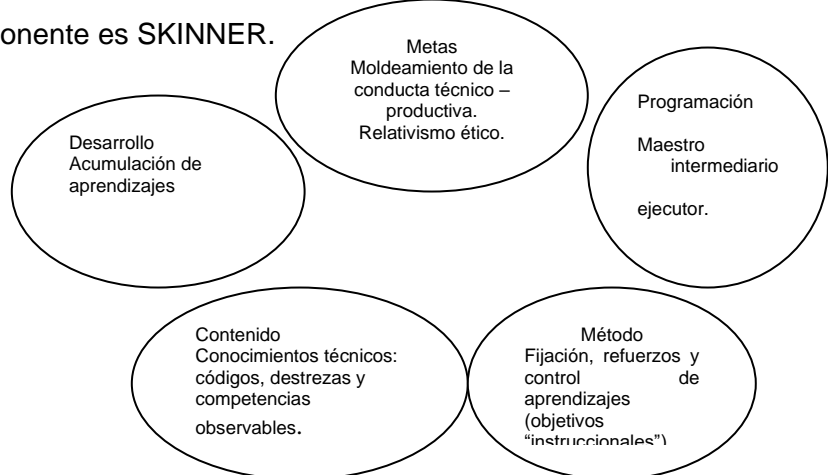 onente es SKINNER.
Metas
Moldeamiento de la
conducta técnico –
productiva.
Relativismo ético.
Programación
Maestro
intermediario
ejecutor.
Desarrollo
Acumulación de
aprendizajes
Contenido
Conocimientos técnicos:
códigos, destrezas y
competencias
observables.
Método
Fijación, refuerzos y
control de
aprendizajes
(objetivos
“instruccionales”)